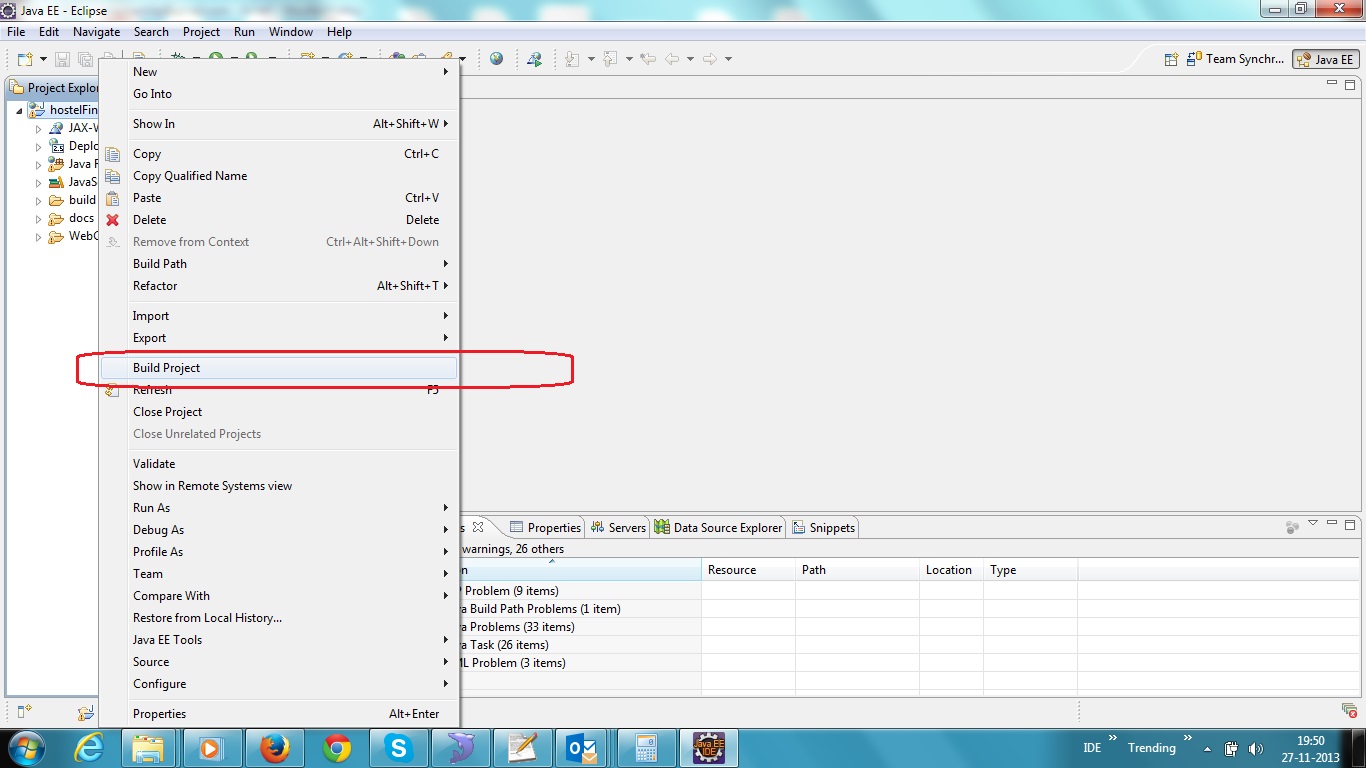 Java EE - Eclipse
File Edit Navigate Search Project Run Window Help
Team Synchr... Java EE
Project Explor
hostelFin
JAX-W
Deplo
Java R
JavaS
build
docs
WebC
New
Go Into
Show In Alt+Shift+W
Copy Ctrl+C
Copy Qualified Name
Paste Ctrl+V
Delete Delete
Remove from Context Ctrl+Alt+Shift+Down
Build Path
Refactor Alt+Shift+T
Import
Export
Build Project
Refresh F5
Close Project
Close Unrelated Projects
Validate
Show in Remote Systems view
Run As
Debug As
Profile As
Team
Compare With
Restore from Local History...
Java EE Tools
Source
Configure
Properties Alt+Enter
s Properties Servers Data Source Explorer Snippets
warnings, 26 others
n Resource Path Location Type
P Problem (9 items)
va Build Path Problems (1 item)
va Problems (33 items)
va Task (26 items)
ML Problem (3 items)
Java EE
IDE
IDE » Trending »
19:50
27-11-2013